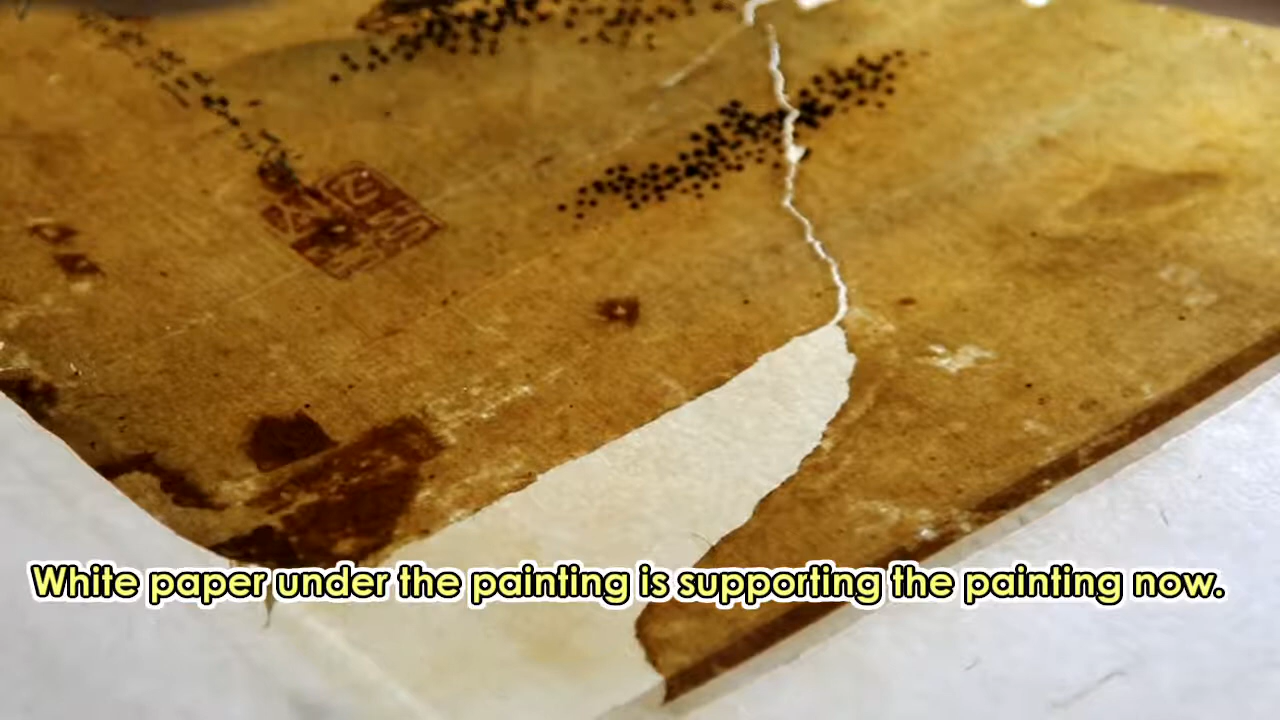 White paper under the painting is supporting the painting now.